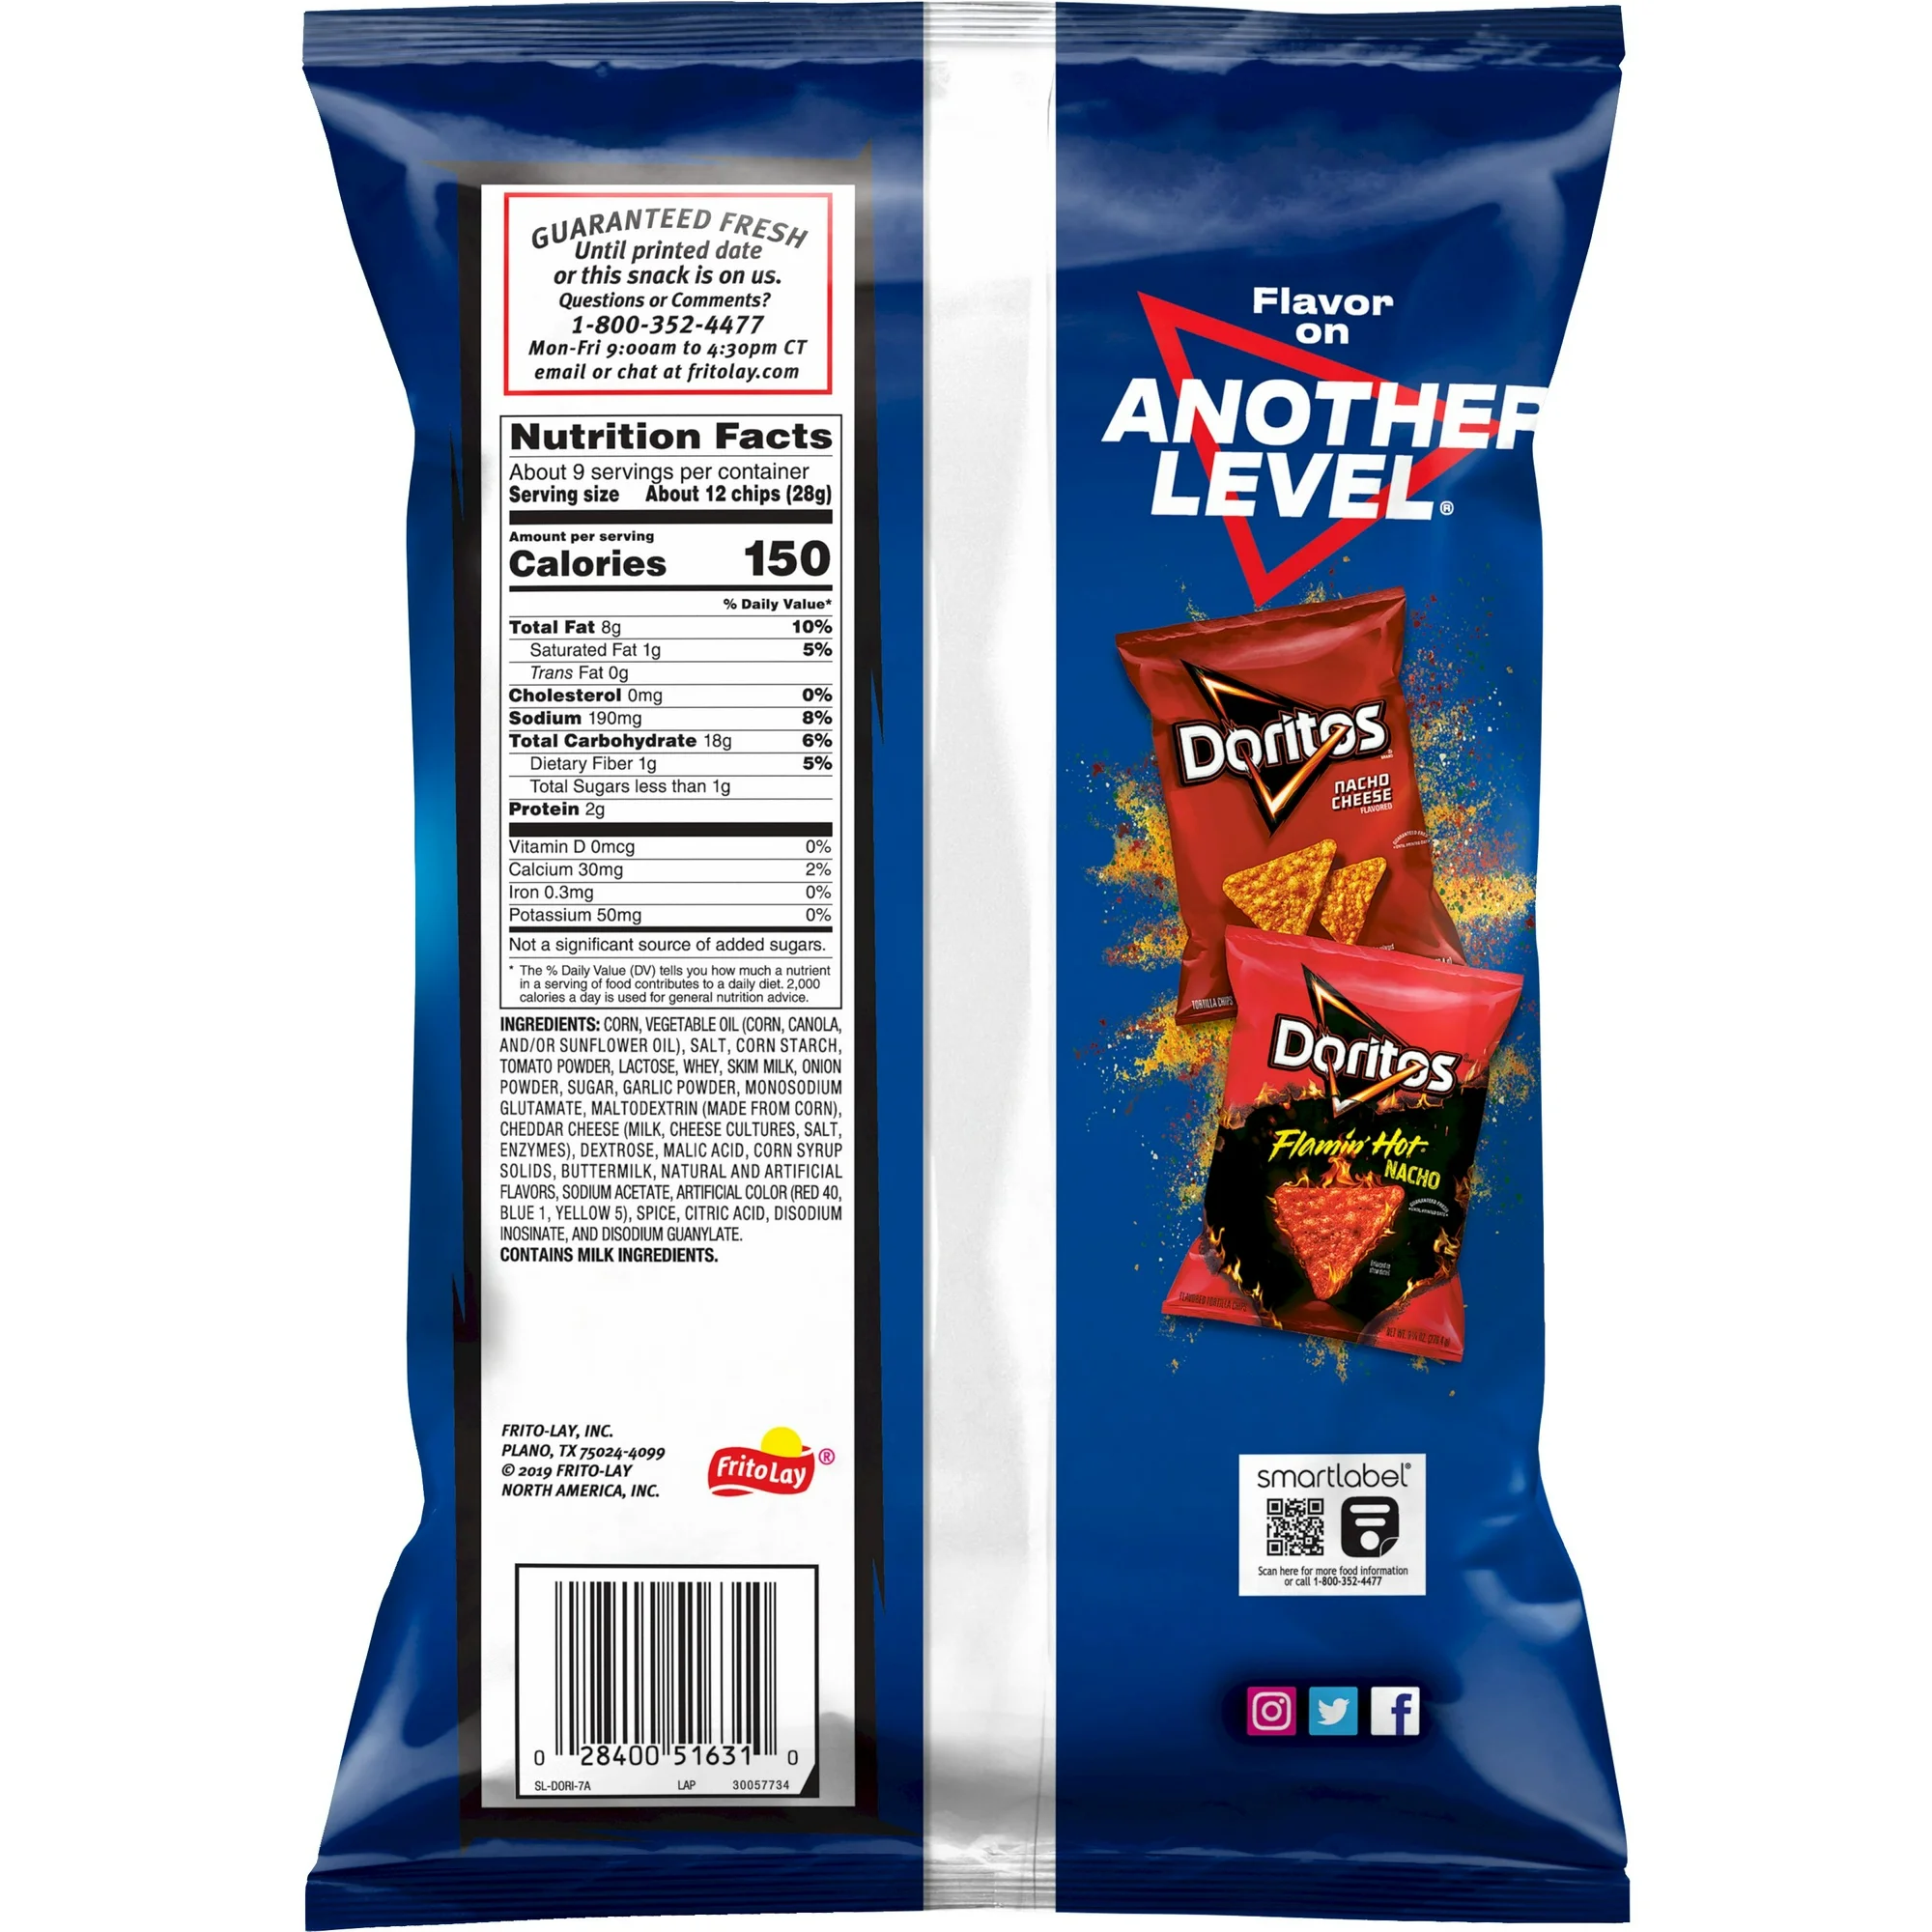 GUARANTEED FRESH
Until printed date
or this snack is on us.
Questions or Comments?
1-800-352-4477
Mon-Fri 9:00am to 4:30pm CT
email or chat at fritolay.com
Nutrition Facts
About 9 servings per container
Serving size About 12 chips (28g)
Amount per serving
Calories 150
% Daily Value*
Total Fat 8g 10%
Saturated Fat 1g 5%
Trans Fat 0g
Cholesterol 0mg 0%
Sodium 190mg 8%
Total Carbohydrate 18g 6%
Dietary Fiber 1g 5%
Total Sugars less than 1g
Protein 2g
Vitamin D 0mcg 0%
Calcium 30mg 2%
Iron 0.3mg 0%
Potassium 50mg 0%
Not a significant source of added sugars.
* The % Daily Value (DV) tells you how much a nutrient
in a serving of food contributes to a daily diet. 2,000
calories a day is used for general nutrition advice.
INGREDIENTS: CORN, VEGETABLE OIL (CORN, CANOLA,
AND/OR SUNFLOWER OIL), SALT, CORN STARCH,
TOMATO POWDER, LACTOSE, WHEY, SKIM MILK, ONION
POWDER, SUGAR, GARLIC POWDER, MONOSODIUM
GLUTAMATE, MALTODEXTRIN (MADE FROM CORN),
CHEDDAR CHEESE (MILK, CHEESE CULTURES, SALT,
ENZYMES), DEXTROSE, MALIC ACID, CORN SYRUP
SOLIDS, BUTTERMILK, NATURAL AND ARTIFICIAL
FLAVORS, SODIUM ACETATE, ARTIFICIAL COLOR (RED 40,
BLUE 1, YELLOW 5), SPICE, CITRIC ACID, DISODIUM
INOSINATE, AND DISODIUM GUANYLATE.
CONTAINS MILK INGREDIENTS.
FRITO-LAY, INC.
PLANO, TX 75024-4099
© 2019 FRITO-LAY
NORTH AMERICA, INC.
Frito Lay ®
0 28400 51631 0
SL-DORI-7A LAP 30057734
Flavor
on
ANOTHER
LEVEL®
Doritos
NACHO
CHEESE
FLAVORED
TORTILLA CHIPS
Doritos
Flamin' Hot
NACHO
FLAVORED TORTILLA CHIPS
smartlabel®
Scan here for more food information
or call 1-800-352-4477